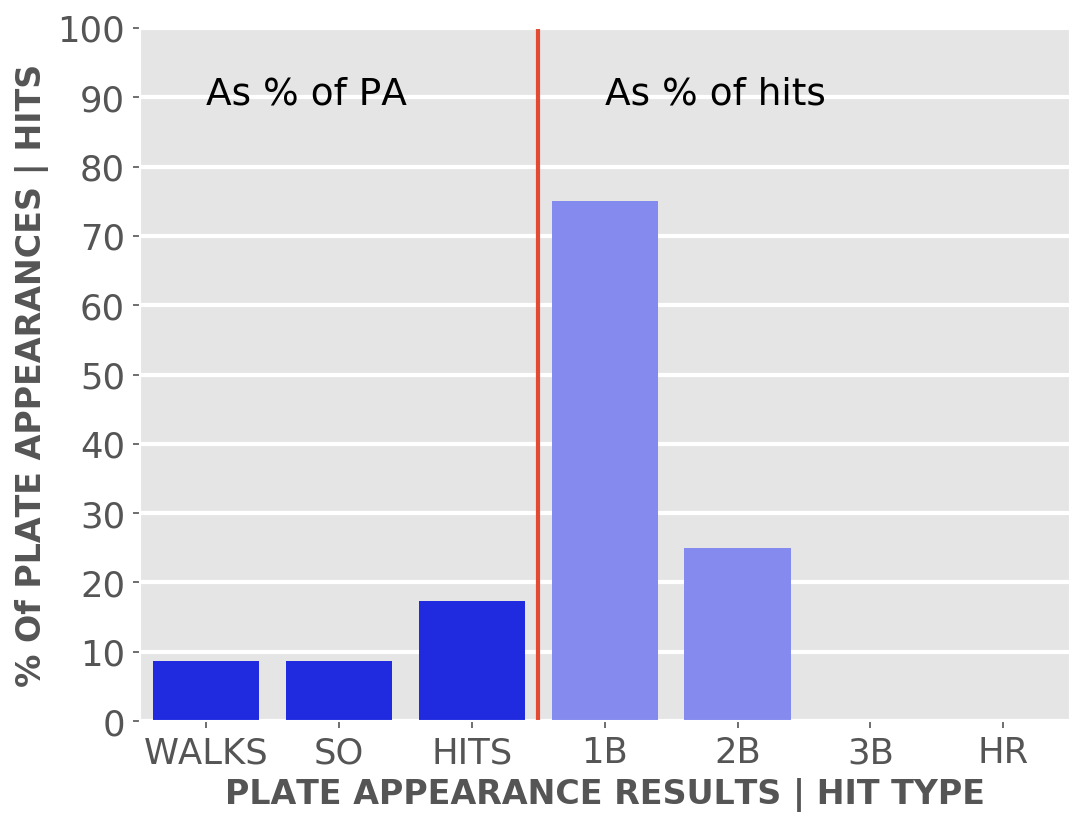 100
90
80
70
60
50
40
30
20
10
0
% Of PLATE APPEARANCES | HITS
As % of PA
As % of hits
WALKS SO HITS 1B 2B 3B HR
PLATE APPEARANCE RESULTS | HIT TYPE